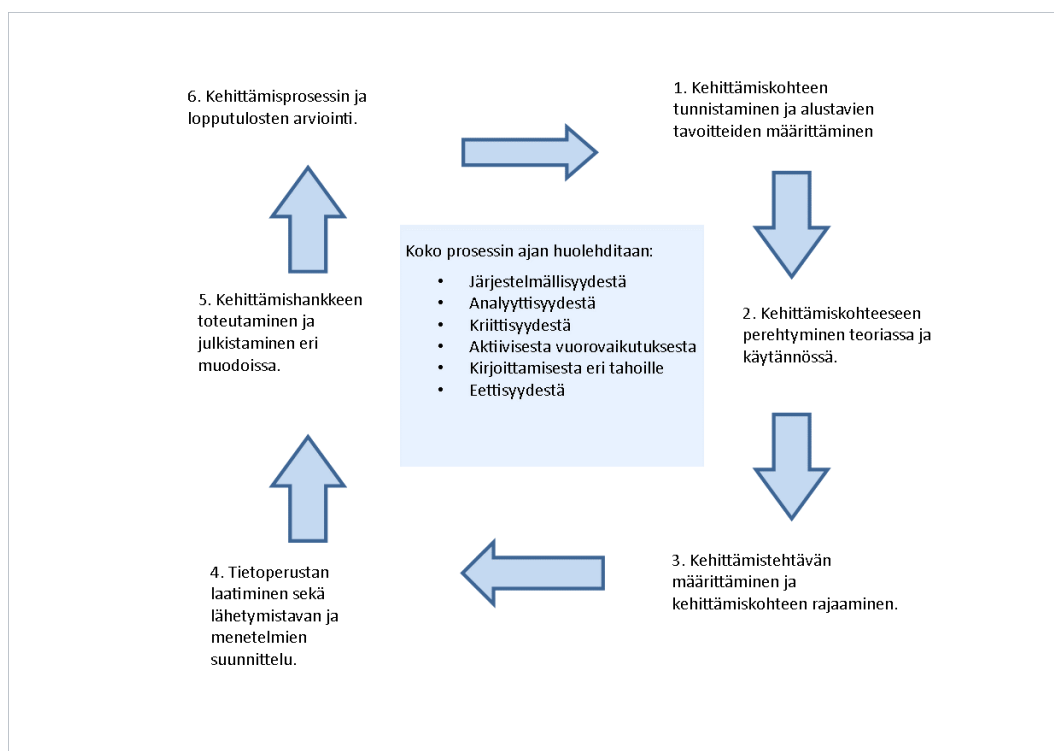 1. Kehittämiskohteen
tunnistaminen ja alustavien
tavoitteiden määrittäminen
2. Kehittämiskohteeseen
perehtyminen teoriassa ja
käytännössä.
3. Kehittämistehtävän
määrittäminen ja
kehittämiskohteen rajaaminen.
4. Tietoperustan
laatiminen sekä
lähetymistavan ja
menetelmien
suunnittelu.
5. Kehittämishankkeen
toteutaminen ja
julkistaminen eri
muodoissa.
6. Kehittämisprosessin ja
lopputulosten arviointi.
Koko prosessin ajan huolehditaan:
• Järjestelmällisyydestä
• Analyyttisyydestä
• Kriittisyydestä
• Aktiivisesta vuorovaikutuksesta
• Kirjoittamisesta eri tahoille
• Eettisyydestä